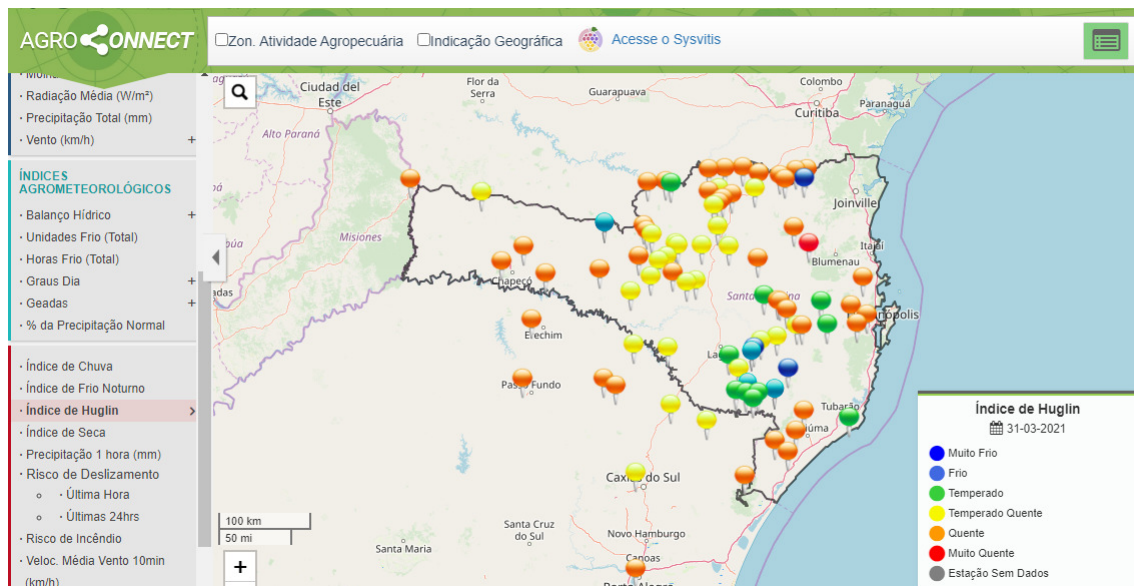 AGRO CONNECT
Zon. Atividade Agropecuária
Indicação Geográfica
Acesse o Sysvitis
· Radiação Média (W/m²)
· Precipitação Total (mm)
· Vento (km/h) +
ÍNDICES
AGROMETEOROLÓGICOS
· Balanço Hídrico +
· Unidades Frio (Total)
· Horas Frio (Total)
· Graus Dia +
· Geadas +
· % da Precipitação Normal
· Índice de Chuva
· Índice de Frio Noturno
· Índice de Huglin >
· Índice de Seca
· Precipitação 1 hora (mm)
· Risco de Deslizamento
· Última Hora
· Últimas 24hrs
· Risco de Incêndio
· Veloc. Média Vento 10min
(km/h)
Ciudad del
Este
Flor da
Serra
Guarapuava
Colombo
Curitiba
Paranaguá
Alto Paraná
Misiones
Joinville
Itajaí
Blumenau
Chapecó
Erechim
Passo Fundo
Tubarão
Caxias do Sul
Santa Cruz
do Sul
Novo Hamburgo
Canoas
Santa Maria
Porto Alegre
100 km
50 mi
+
Índice de Huglin
31-03-2021
Muito Frio
Frio
Temperado
Temperado Quente
Quente
Muito Quente
Estação Sem Dados